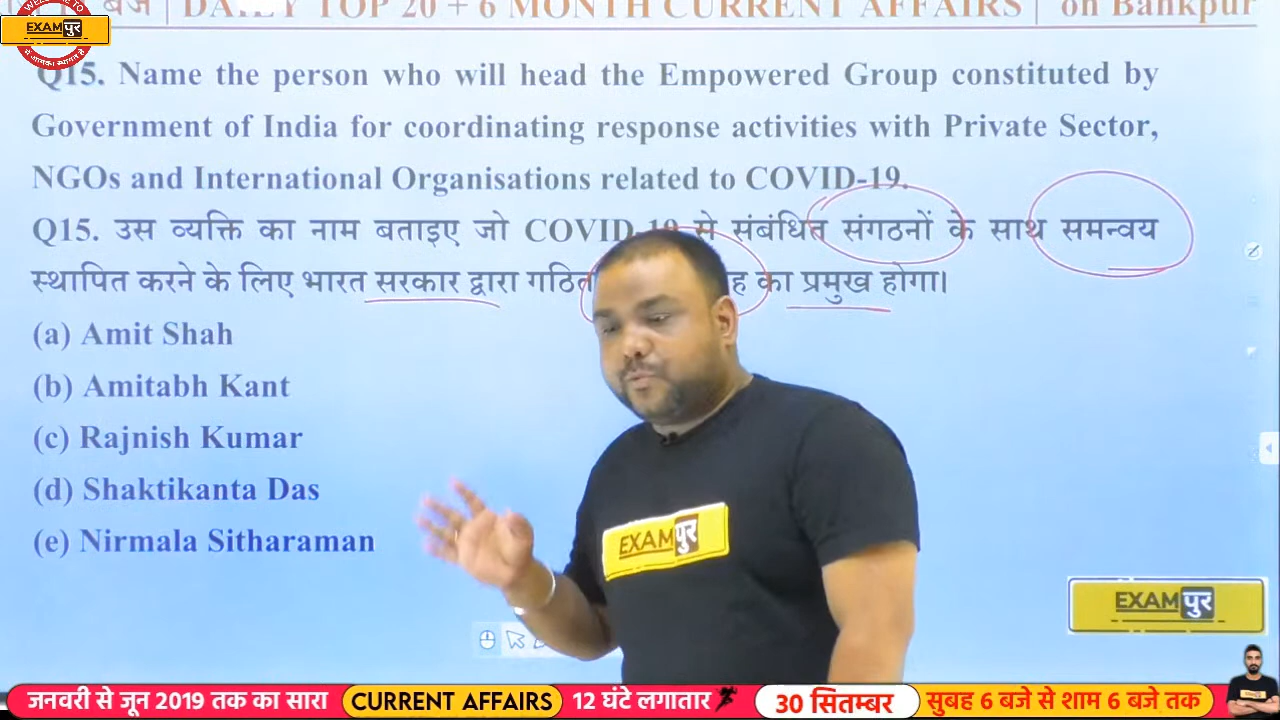 EXAMपुर
बजे | DAILY TOP 20 + 6 MONTH CURRENT AFFAIRS | on Bankpur
Q15. Name the person who will head the Empowered Group constituted by
Government of India for coordinating response activities with Private Sector,
NGOs and International Organisations related to COVID-19.
Q15. उस व्यक्ति का नाम बताइए जो COVID-19 से संबंधित संगठनों के साथ समन्वय
स्थापित करने के लिए भारत सरकार द्वारा गठित का प्रमुख होगा।
(a) Amit Shah
(b) Amitabh Kant
(c) Rajnish Kumar
(d) Shaktikanta Das
(e) Nirmala Sitharaman
EXAMपुर
EXAMपुर
जनवरी से जून 2019 तक का सारा CURRENT AFFAIRS 12 घंटे लगातार 30 सितम्बर सुबह 6 बजे से शाम 6 बजे तक